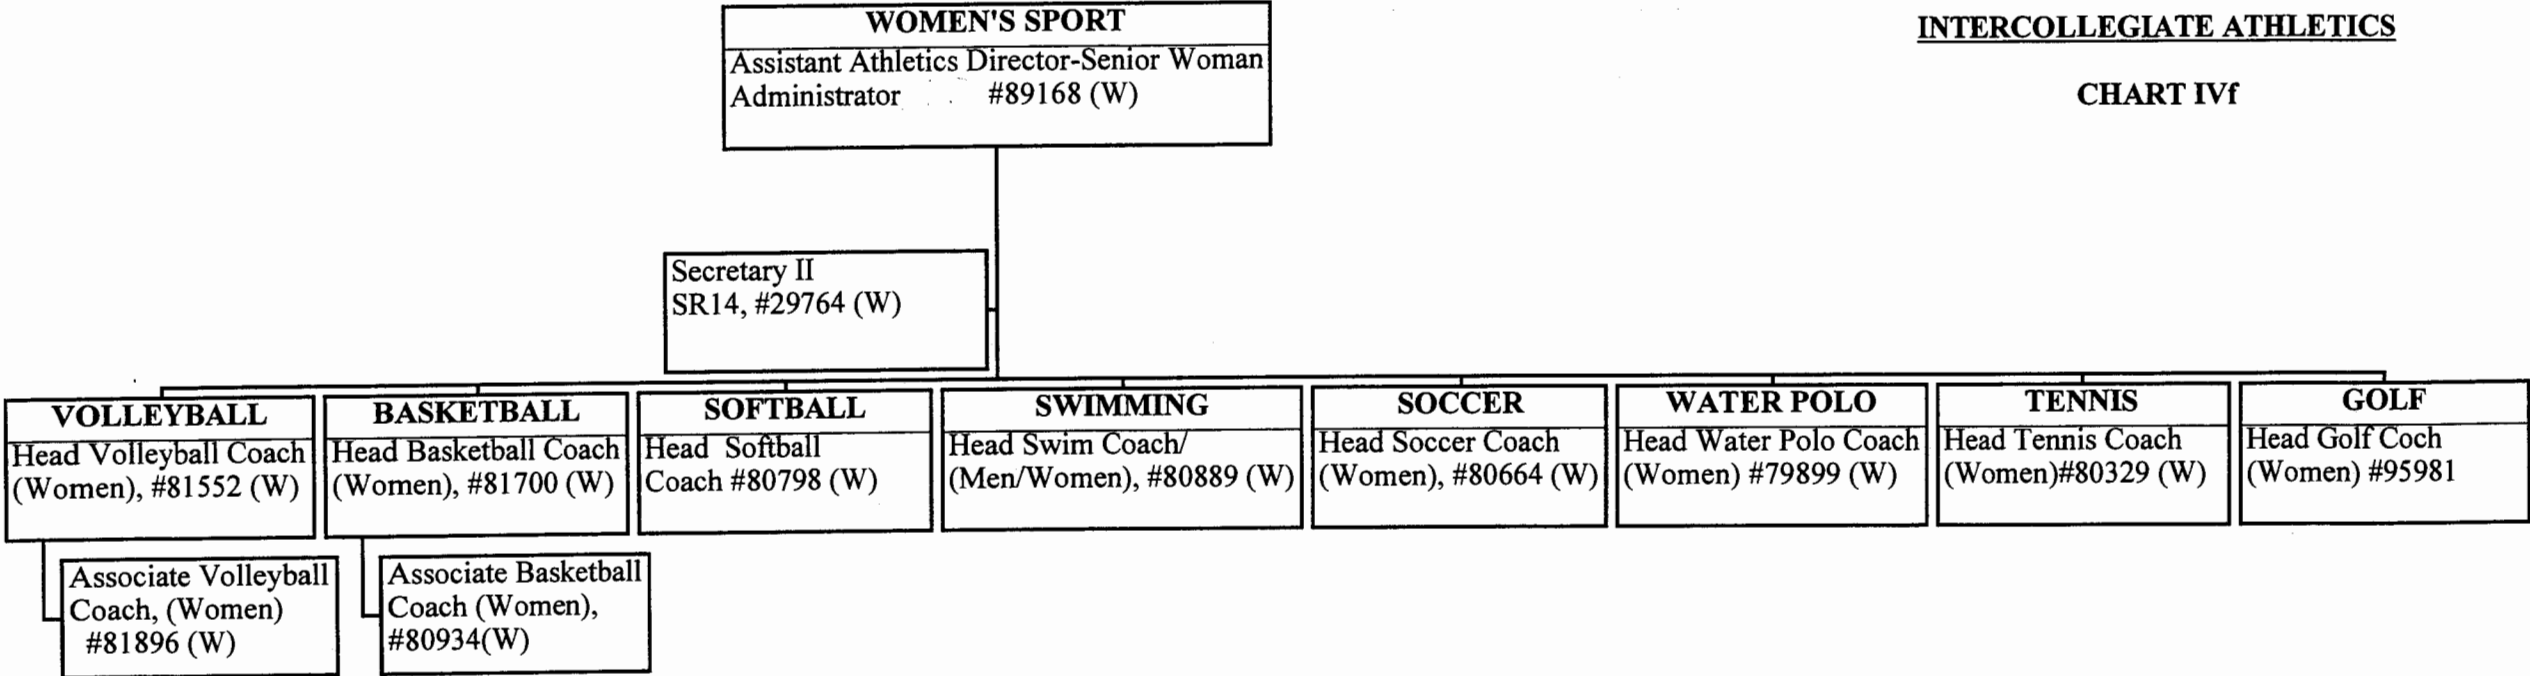 WOMEN'S SPORT
Assistant Athletics Director-Senior Woman
Administrator #89168 (W)
INTERCOLLEGIATE ATHLETICS
CHART IVf
Secretary II
SR14, #29764 (W)
VOLLEYBALL
Head Volleyball Coach
(Women), #81552 (W)
BASKETBALL
Head Basketball Coach
(Women), #81700 (W)
SOFTBALL
Head Softball
Coach #80798 (W)
SWIMMING
Head Swim Coach/
(Men/Women), #80889 (W)
SOCCER
Head Soccer Coach
(Women), #80664 (W)
WATER POLO
Head Water Polo Coach
(Women) #79899 (W)
TENNIS
Head Tennis Coach
(Women)#80329 (W)
GOLF
Head Golf Coch
(Women) #95981
Associate Volleyball
Coach, (Women)
#81896 (W)
Associate Basketball
Coach (Women),
#80934(W)